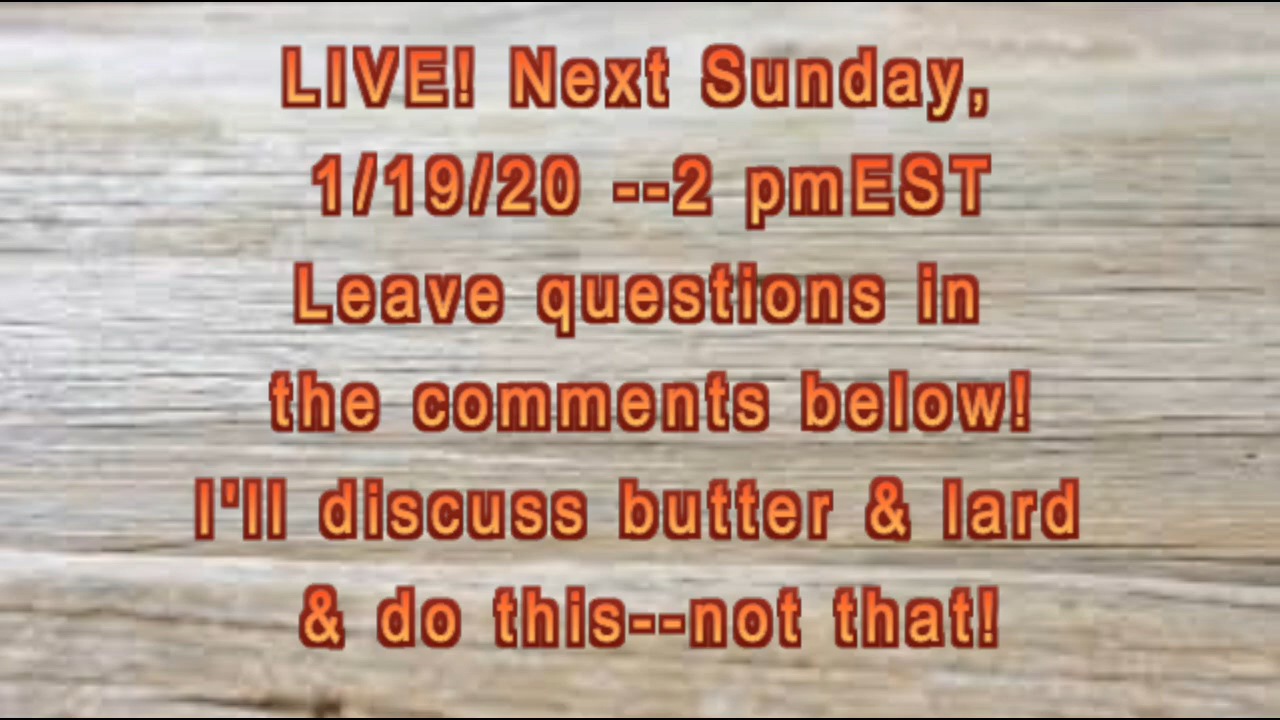 LIVE! Next Sunday,
1/19/20 --2 pmEST
Leave questions in
the comments below!
I'll discuss butter & lard
& do this--not that!